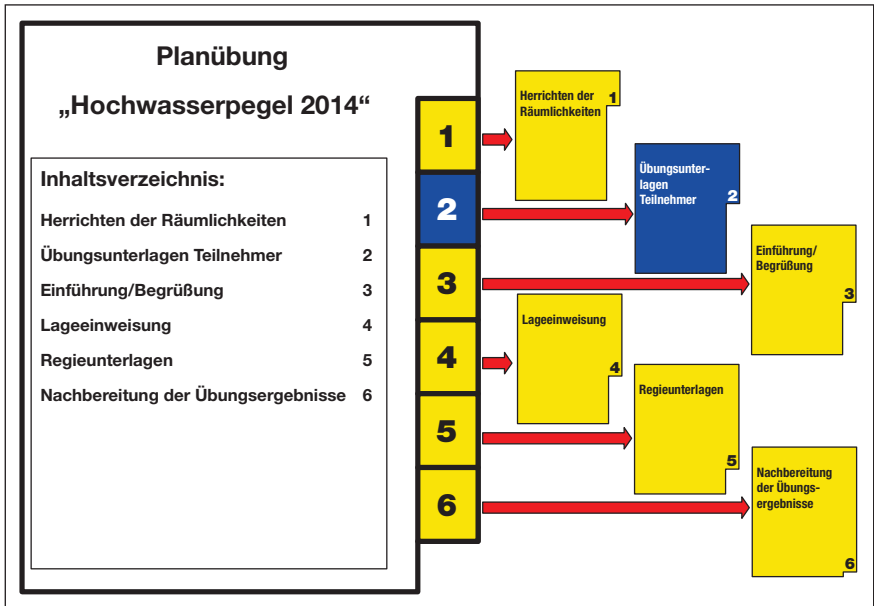 Planübung
„Hochwasserpegel 2014“
Inhaltsverzeichnis:
Herrichten der Räumlichkeiten 1
Übungsunterlagen Teilnehmer 2
Einführung/Begrüßung 3
Lageeinweisung 4
Regieunterlagen 5
Nachbereitung der Übungsergebnisse 6
1
2
3
4
5
6
Herrichten der
Räumlichkeiten
1
Übungsunter-
lagen
Teilnehmer
2
Einführung/
Begrüßung
3
Lageeinweisung
4
Regieunterlagen
5
Nachbereitung
der Übungs-
ergebnisse
6